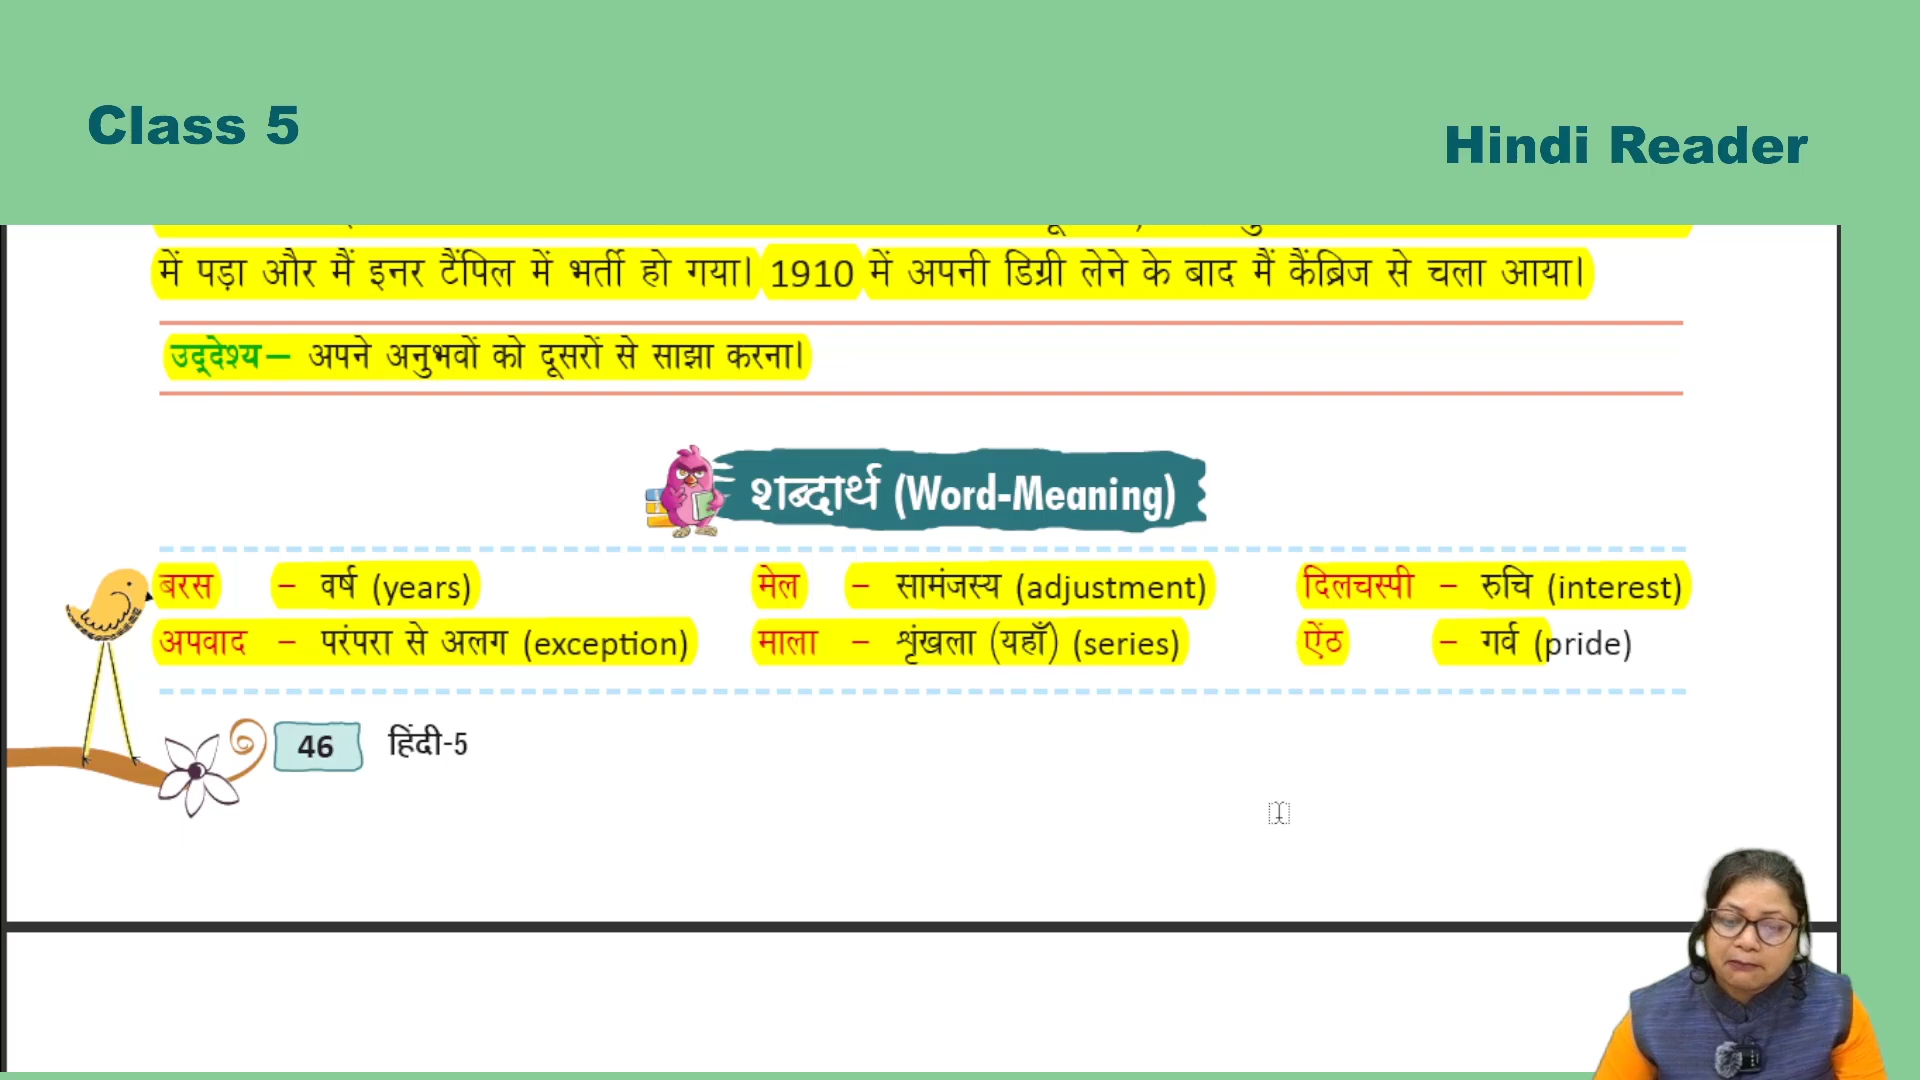 Class 5
Hindi Reader
में पड़ा और मैं इनर टैंपिल में भर्ती हो गया। 1910 में अपनी डिग्री लेने के बाद मैं कैंब्रिज से चला आया।
उद्देश्य— अपने अनुभवों को दूसरों से साझा करना।
शब्दार्थ (Word-Meaning)
बरस – वर्ष (years) मेल – सामंजस्य (adjustment) दिलचस्पी – रुचि (interest)
अपवाद – परंपरा से अलग (exception) माला – शृंखला (यहाँ) (series) ऐंठ – गर्व (pride)
46 हिंदी-5